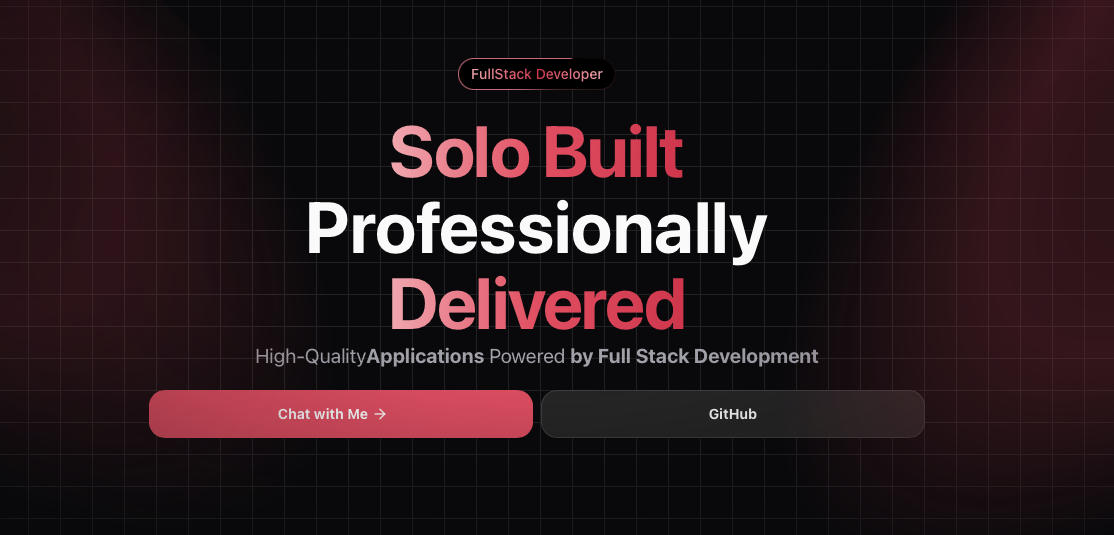 FullStack Developer
Solo Built
Professionally
Delivered
High-QualityApplications Powered by Full Stack Development
Chat with Me →
GitHub